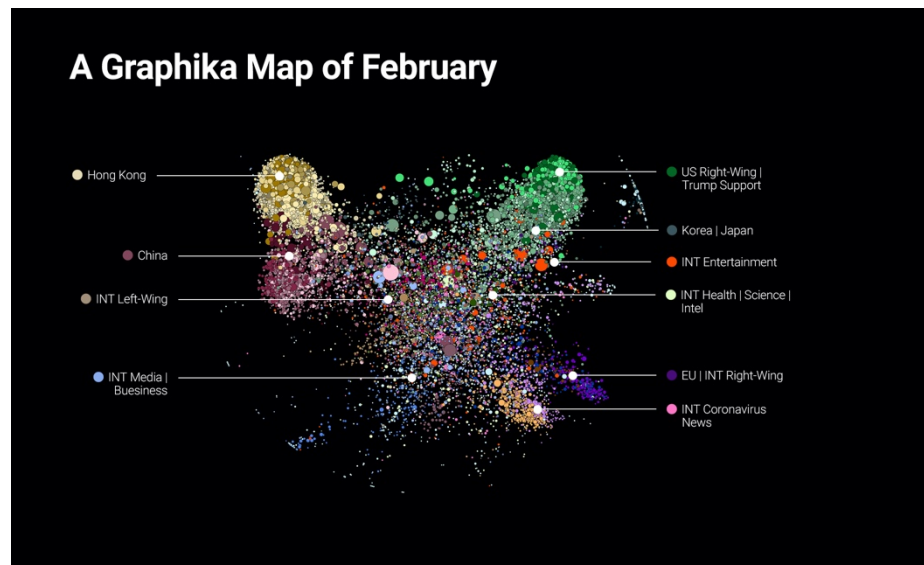 A Graphika Map of February
Hong Kong
China
INT Left-Wing
INT Media |
Buesiness
US Right-Wing |
Trump Support
Korea | Japan
INT Entertainment
INT Health | Science |
Intel
EU | INT Right-Wing
INT Coronavirus
News